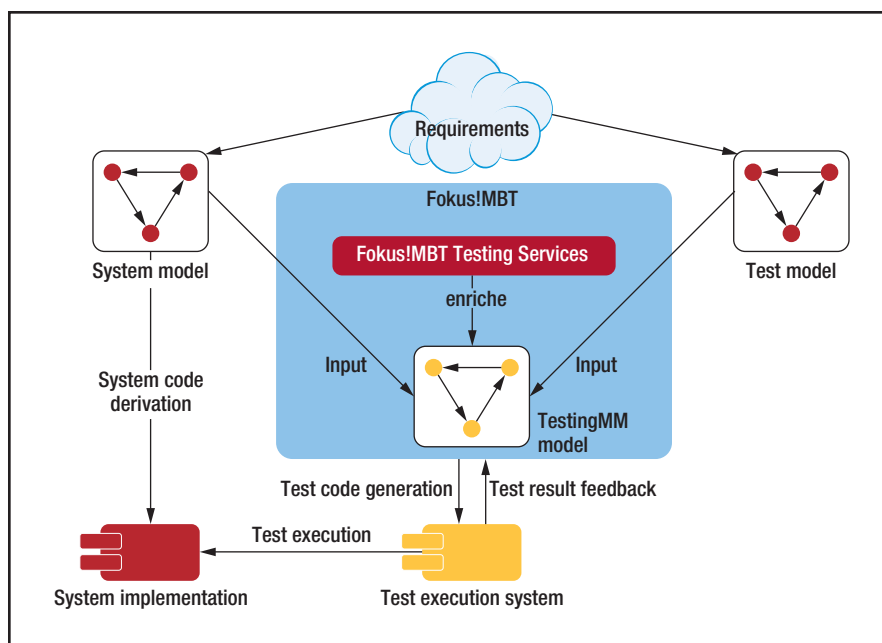 Requirements
Fokus!MBT
Fokus!MBT Testing Services
System model
Test model
enriche
Input
Input
System code
derivation
TestingMM
model
Test code generation
Test result feedback
Test execution
System implementation
Test execution system